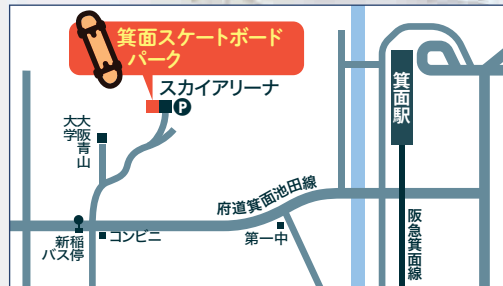 箕面スケートボード
パーク
スカイアリーナ
P
大阪青山
大学
箕面駅
府道箕面池田線
阪急箕面線
新稲
バス停
コンビニ
第一中